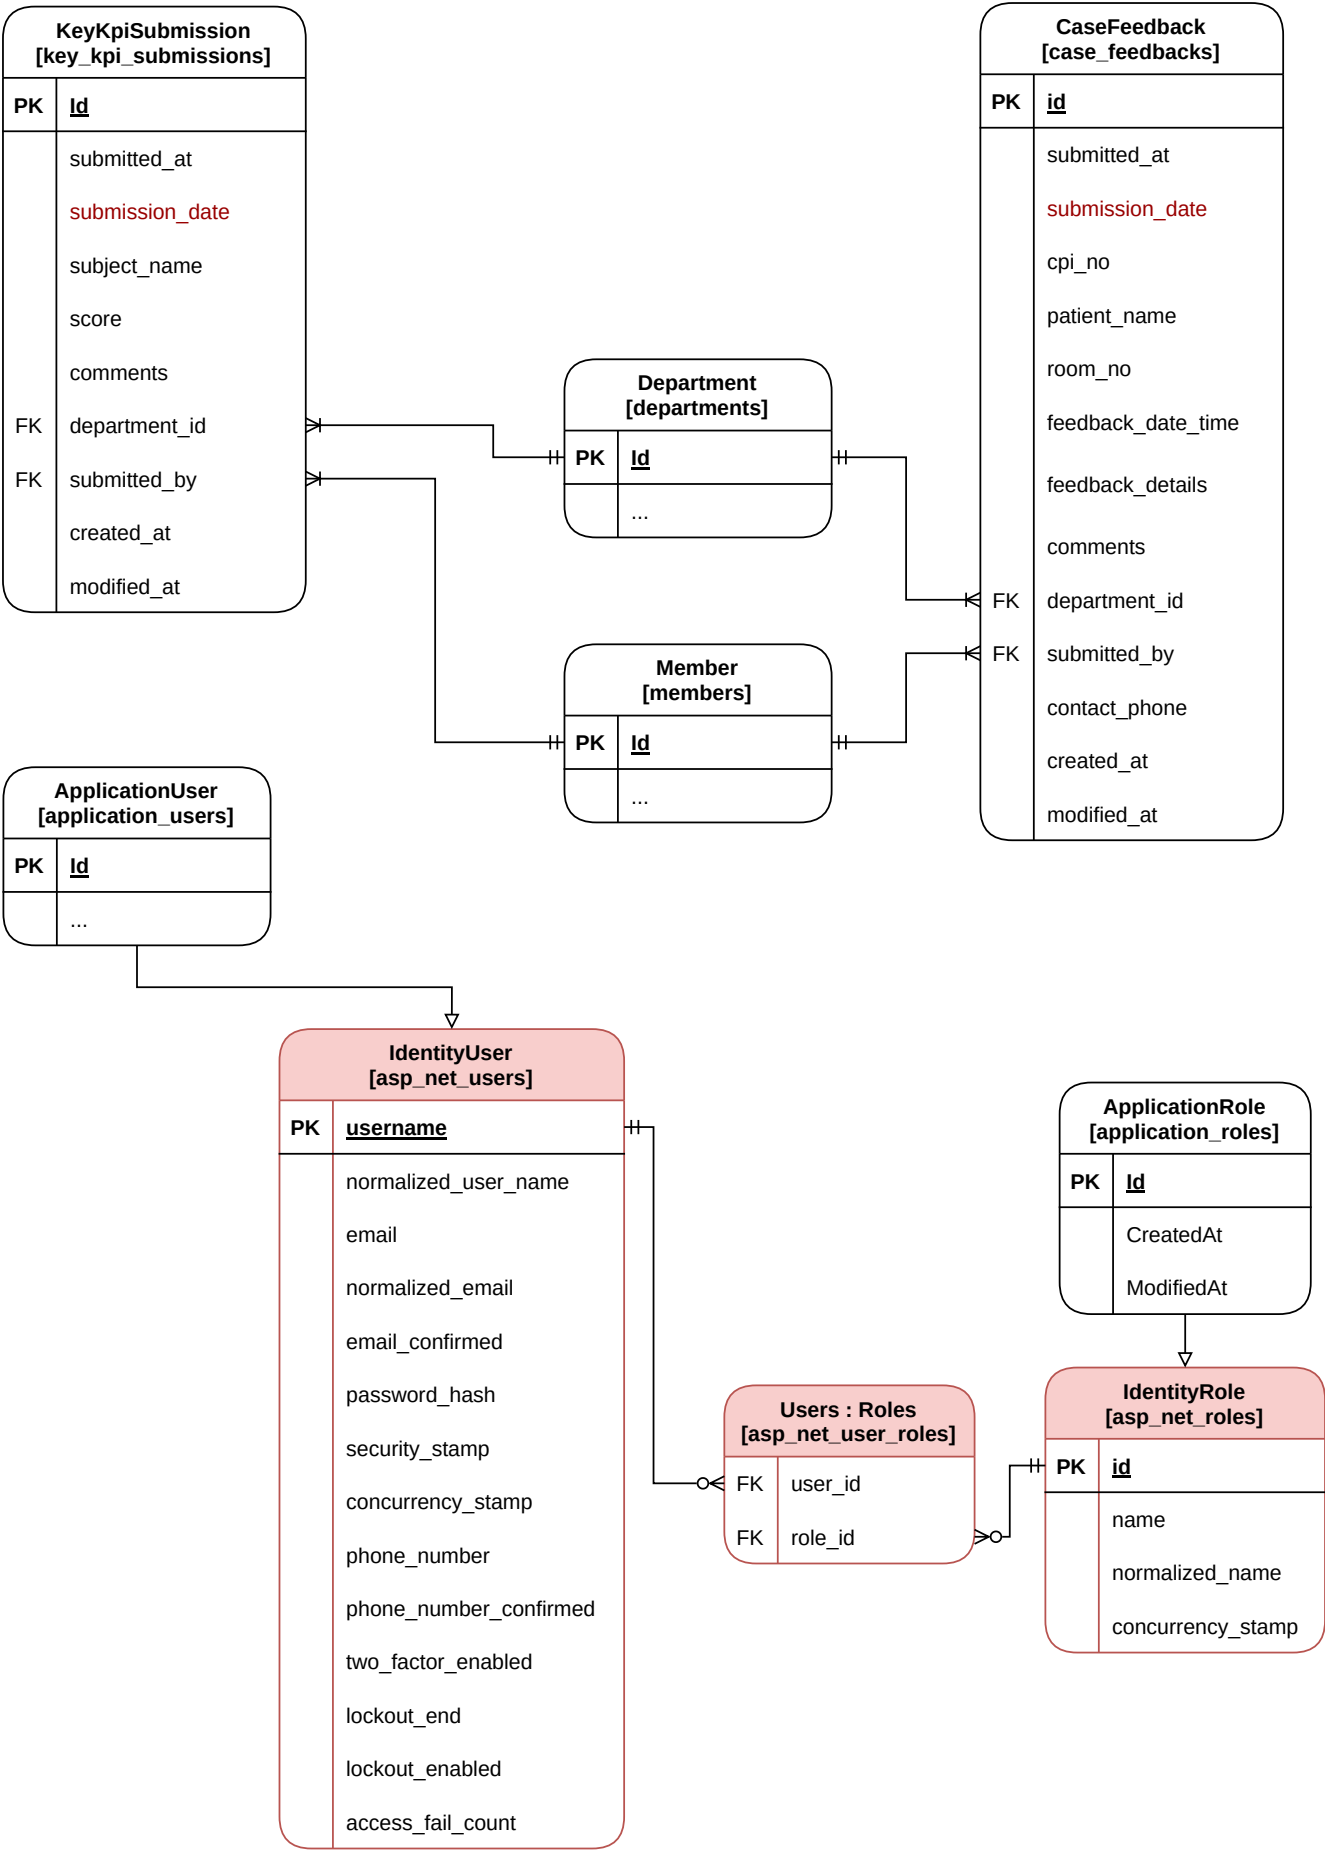 KeyKpiSubmission
[key_kpi_submissions]
PK Id
submitted_at
submission_date
subject_name
score
comments
FK department_id
FK submitted_by
created_at
modified_at
CaseFeedback
[case_feedbacks]
PK id
submitted_at
submission_date
cpi_no
patient_name
room_no
feedback_date_time
feedback_details
comments
FK department_id
FK submitted_by
contact_phone
created_at
modified_at
Department
[departments]
PK Id
...
Member
[members]
PK Id
...
ApplicationUser
[application_users]
PK Id
...
IdentityUser
[asp_net_users]
PK username
normalized_user_name
email
normalized_email
email_confirmed
password_hash
security_stamp
concurrency_stamp
phone_number
phone_number_confirmed
two_factor_enabled
lockout_end
lockout_enabled
access_fail_count
Users : Roles
[asp_net_user_roles]
FK user_id
FK role_id
ApplicationRole
[application_roles]
PK Id
CreatedAt
ModifiedAt
IdentityRole
[asp_net_roles]
PK id
name
normalized_name
concurrency_stamp